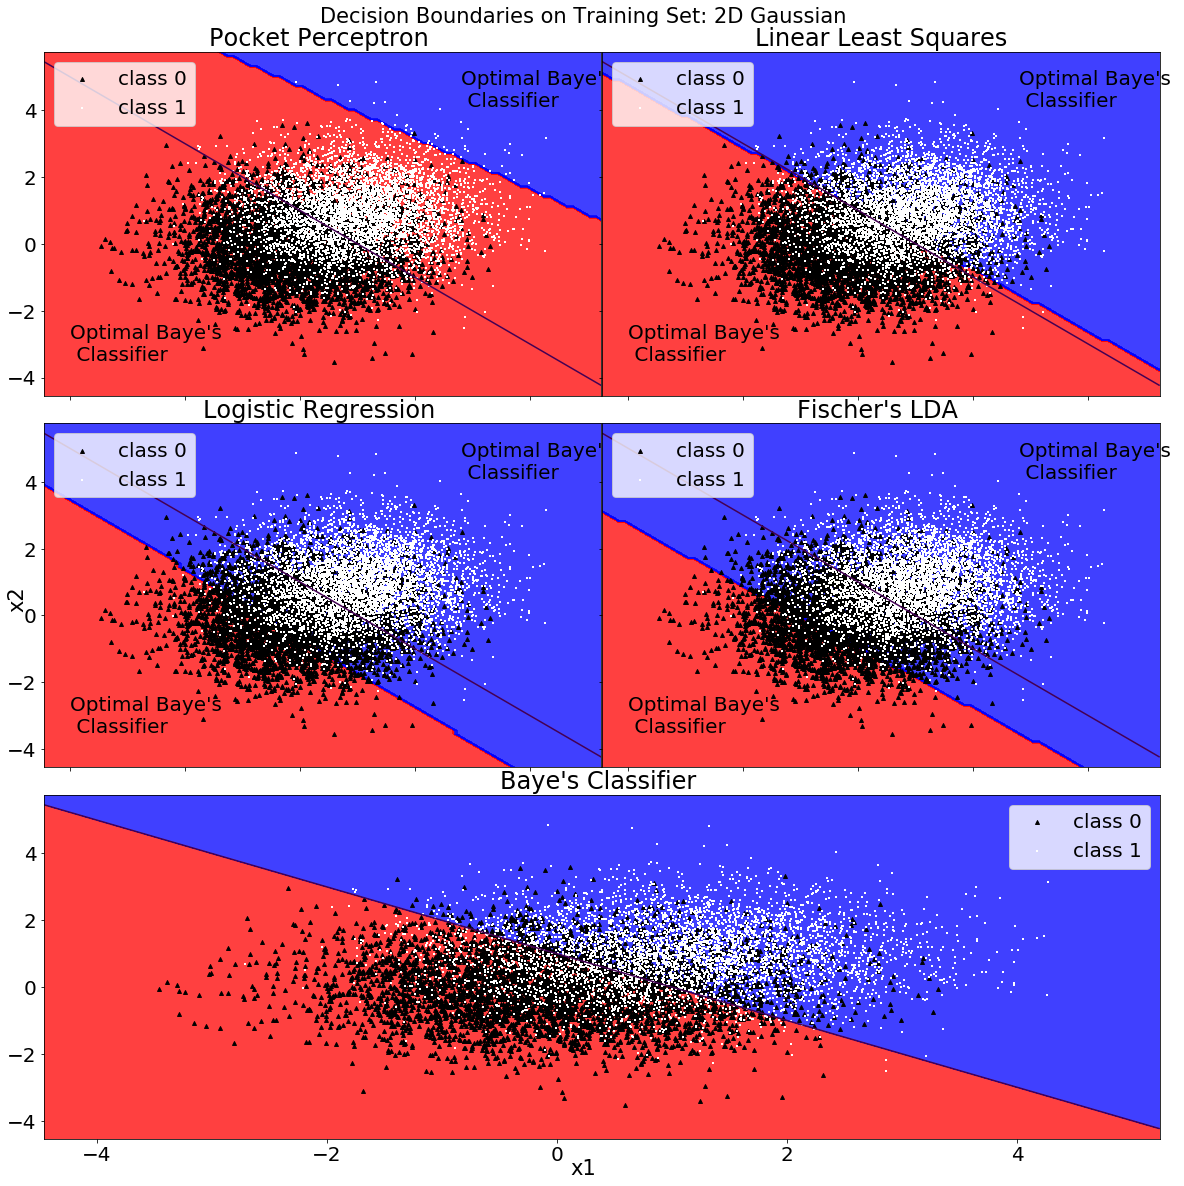 Decision Boundaries on Training Set: 2D Gaussian
Pocket Perceptron
Linear Least Squares
class 0
class 1
Optimal Baye'
Classifier
class 0
class 1
Optimal Baye's
Classifier
4
2
0
−2
−4
Optimal Baye's
Classifier
Optimal Baye's
Classifier
Logistic Regression
Fischer's LDA
class 0
class 1
Optimal Baye'
Classifier
class 0
class 1
Optimal Baye's
Classifier
4
2
0
−2
−4
x2
Optimal Baye's
Classifier
Optimal Baye's
Classifier
Baye's Classifier
class 0
class 1
4
2
0
−2
−4
−4
−2
0
2
4
x1